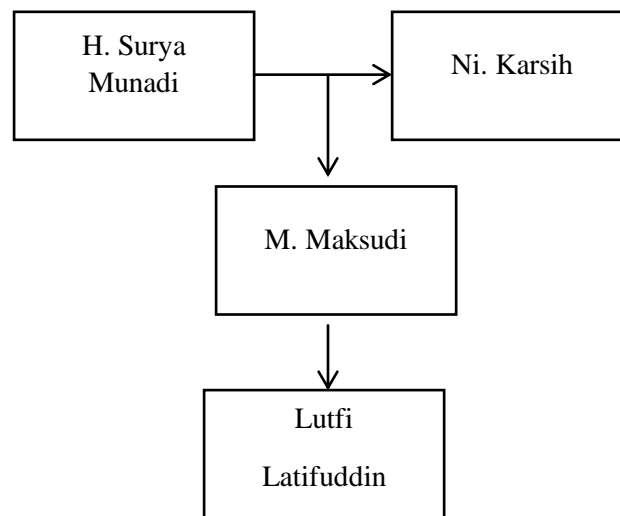 H. Surya
Munadi
Ni. Karsih
M. Maksudi
Lutfi
Latifuddin